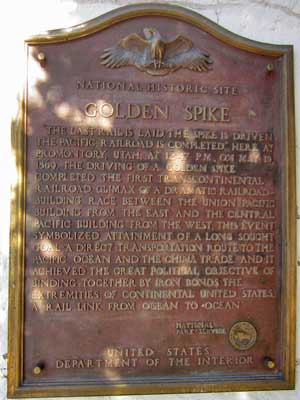 NATIONAL HISTORIC SITE
GOLDEN SPIKE
"THE LAST RAIL IS LAID THE SPIKE IS DRIVEN
THE PACIFIC RAILROAD IS COMPLETED" HERE AT
PROMONTORY, UTAH, AT 12:47 P.M., ON MAY 10,
1869, THE DRIVING OF A GOLDEN SPIKE
COMPLETED THE FIRST TRANSCONTINENTAL
RAILROAD. CLIMAX OF A DRAMATIC RAILROAD
BUILDING RACE BETWEEN THE UNION PACIFIC
BUILDING FROM THE EAST AND THE CENTRAL
PACIFIC BUILDING FROM THE WEST, THIS EVENT
SYMBOLIZED ATTAINMENT OF A LONG SOUGHT
GOAL A DIRECT TRANSPORTATION ROUTE TO THE
PACIFIC OCEAN AND THE CHINA TRADE. AND IT
ACHIEVED THE GREAT POLITICAL OBJECTIVE OF
BINDING TOGETHER BY IRON BONDS THE
EXTREMITIES OF CONTINENTAL UNITED STATES,
A RAIL LINK FROM OCEAN TO OCEAN.
NATIONAL
PARK SERVICE
UNITED STATES
DEPARTMENT OF THE INTERIOR